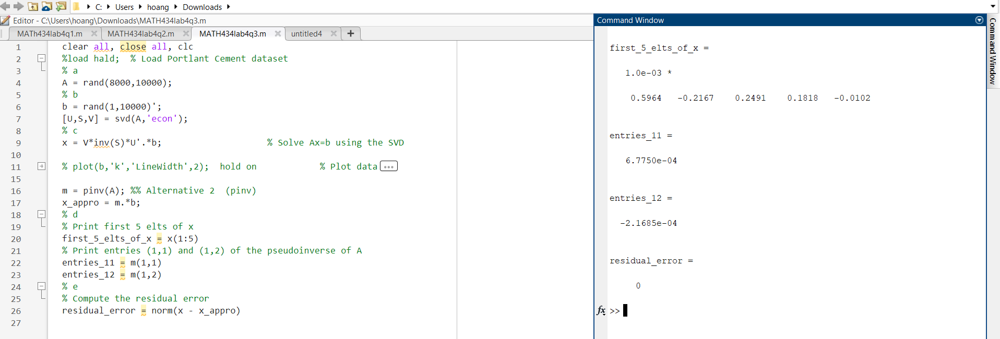 C: Users hoang Downloads
Editor - C:\Users\hoang\Downloads\MATH434lab4q3.m
MATh434lab4q1.m MATH434lab4q2.m MATH434lab4q3.m untitled4 +
1 clear all, close all, clc
2 %load hald;  % Load Portlant Cement dataset
3 % a
4 A = rand(8000,10000);
5 % b
6 b = rand(1,10000)';
7 [U,S,V] = svd(A,'econ');
8 % c
9 x = V*inv(S)*U'.*b; % Solve Ax=b using the SVD
10
11 % plot(b,'k','LineWidth',2);  hold on % Plot data ...
15
16 m = pinv(A); %% Alternative 2  (pinv)
17 x_appro = m.*b;
18 % d
19 % Print first 5 elts of x
20 first_5_elts_of_x = x(1:5)
21 % Print entries (1,1) and (1,2) of the pseudoinverse of A
22 entries_11 = m(1,1)
23 entries_12 = m(1,2)
24 % e
25 % Compute the residual error
26 residual_error = norm(x - x_appro)
27
Command Window
first_5_elts_of_x =
1.0e-03 *
0.5964 -0.2167 0.2491 0.1818 -0.0102
entries_11 =
6.7750e-04
entries_12 =
-2.1685e-04
residual_error =
0
fx >>
Command Window